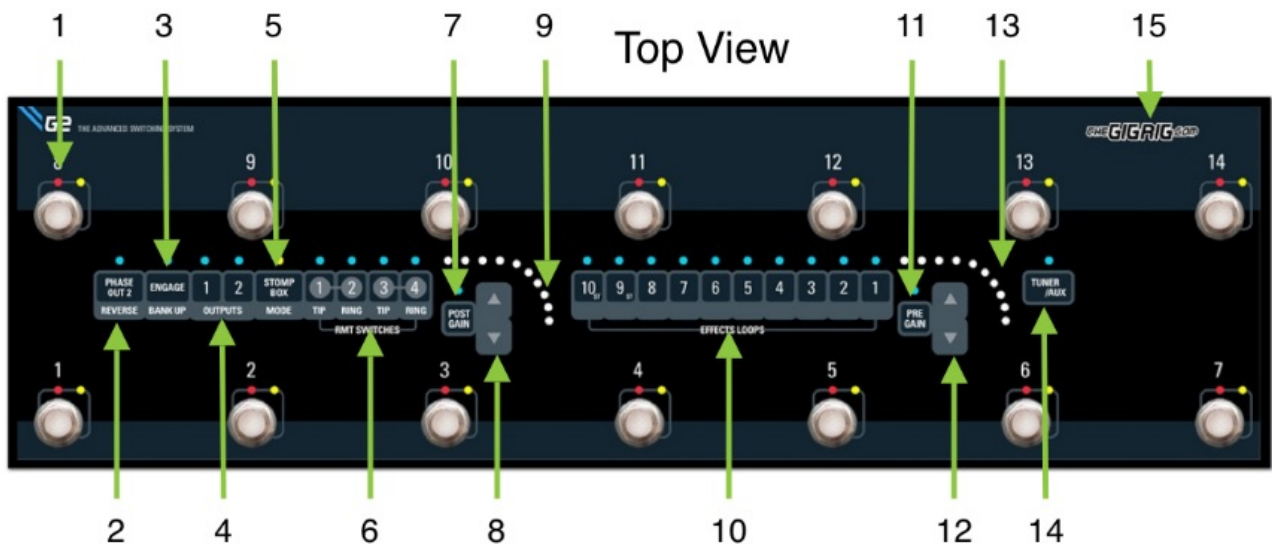 1 3 5 7 9 Top View 11 13 15
G2 THE ADVANCED SWITCHING SYSTEM
THEGIGRIG.COM
8 9 10 11 12 13 14
PHASE OUT 2 ENGAGE 1 2 STOMP BOX 1 2 3 4
REVERSE BANK UP OUTPUTS MODE TIP RING TIP RING
RMT SWITCHES
POST GAIN
10 ST 9 ST 8 7 6 5 4 3 2 1
EFFECTS LOOPS
PRE GAIN
TUNER /AUX
1 2 3 4 5 6 7
2 4 6 8 10 12 14